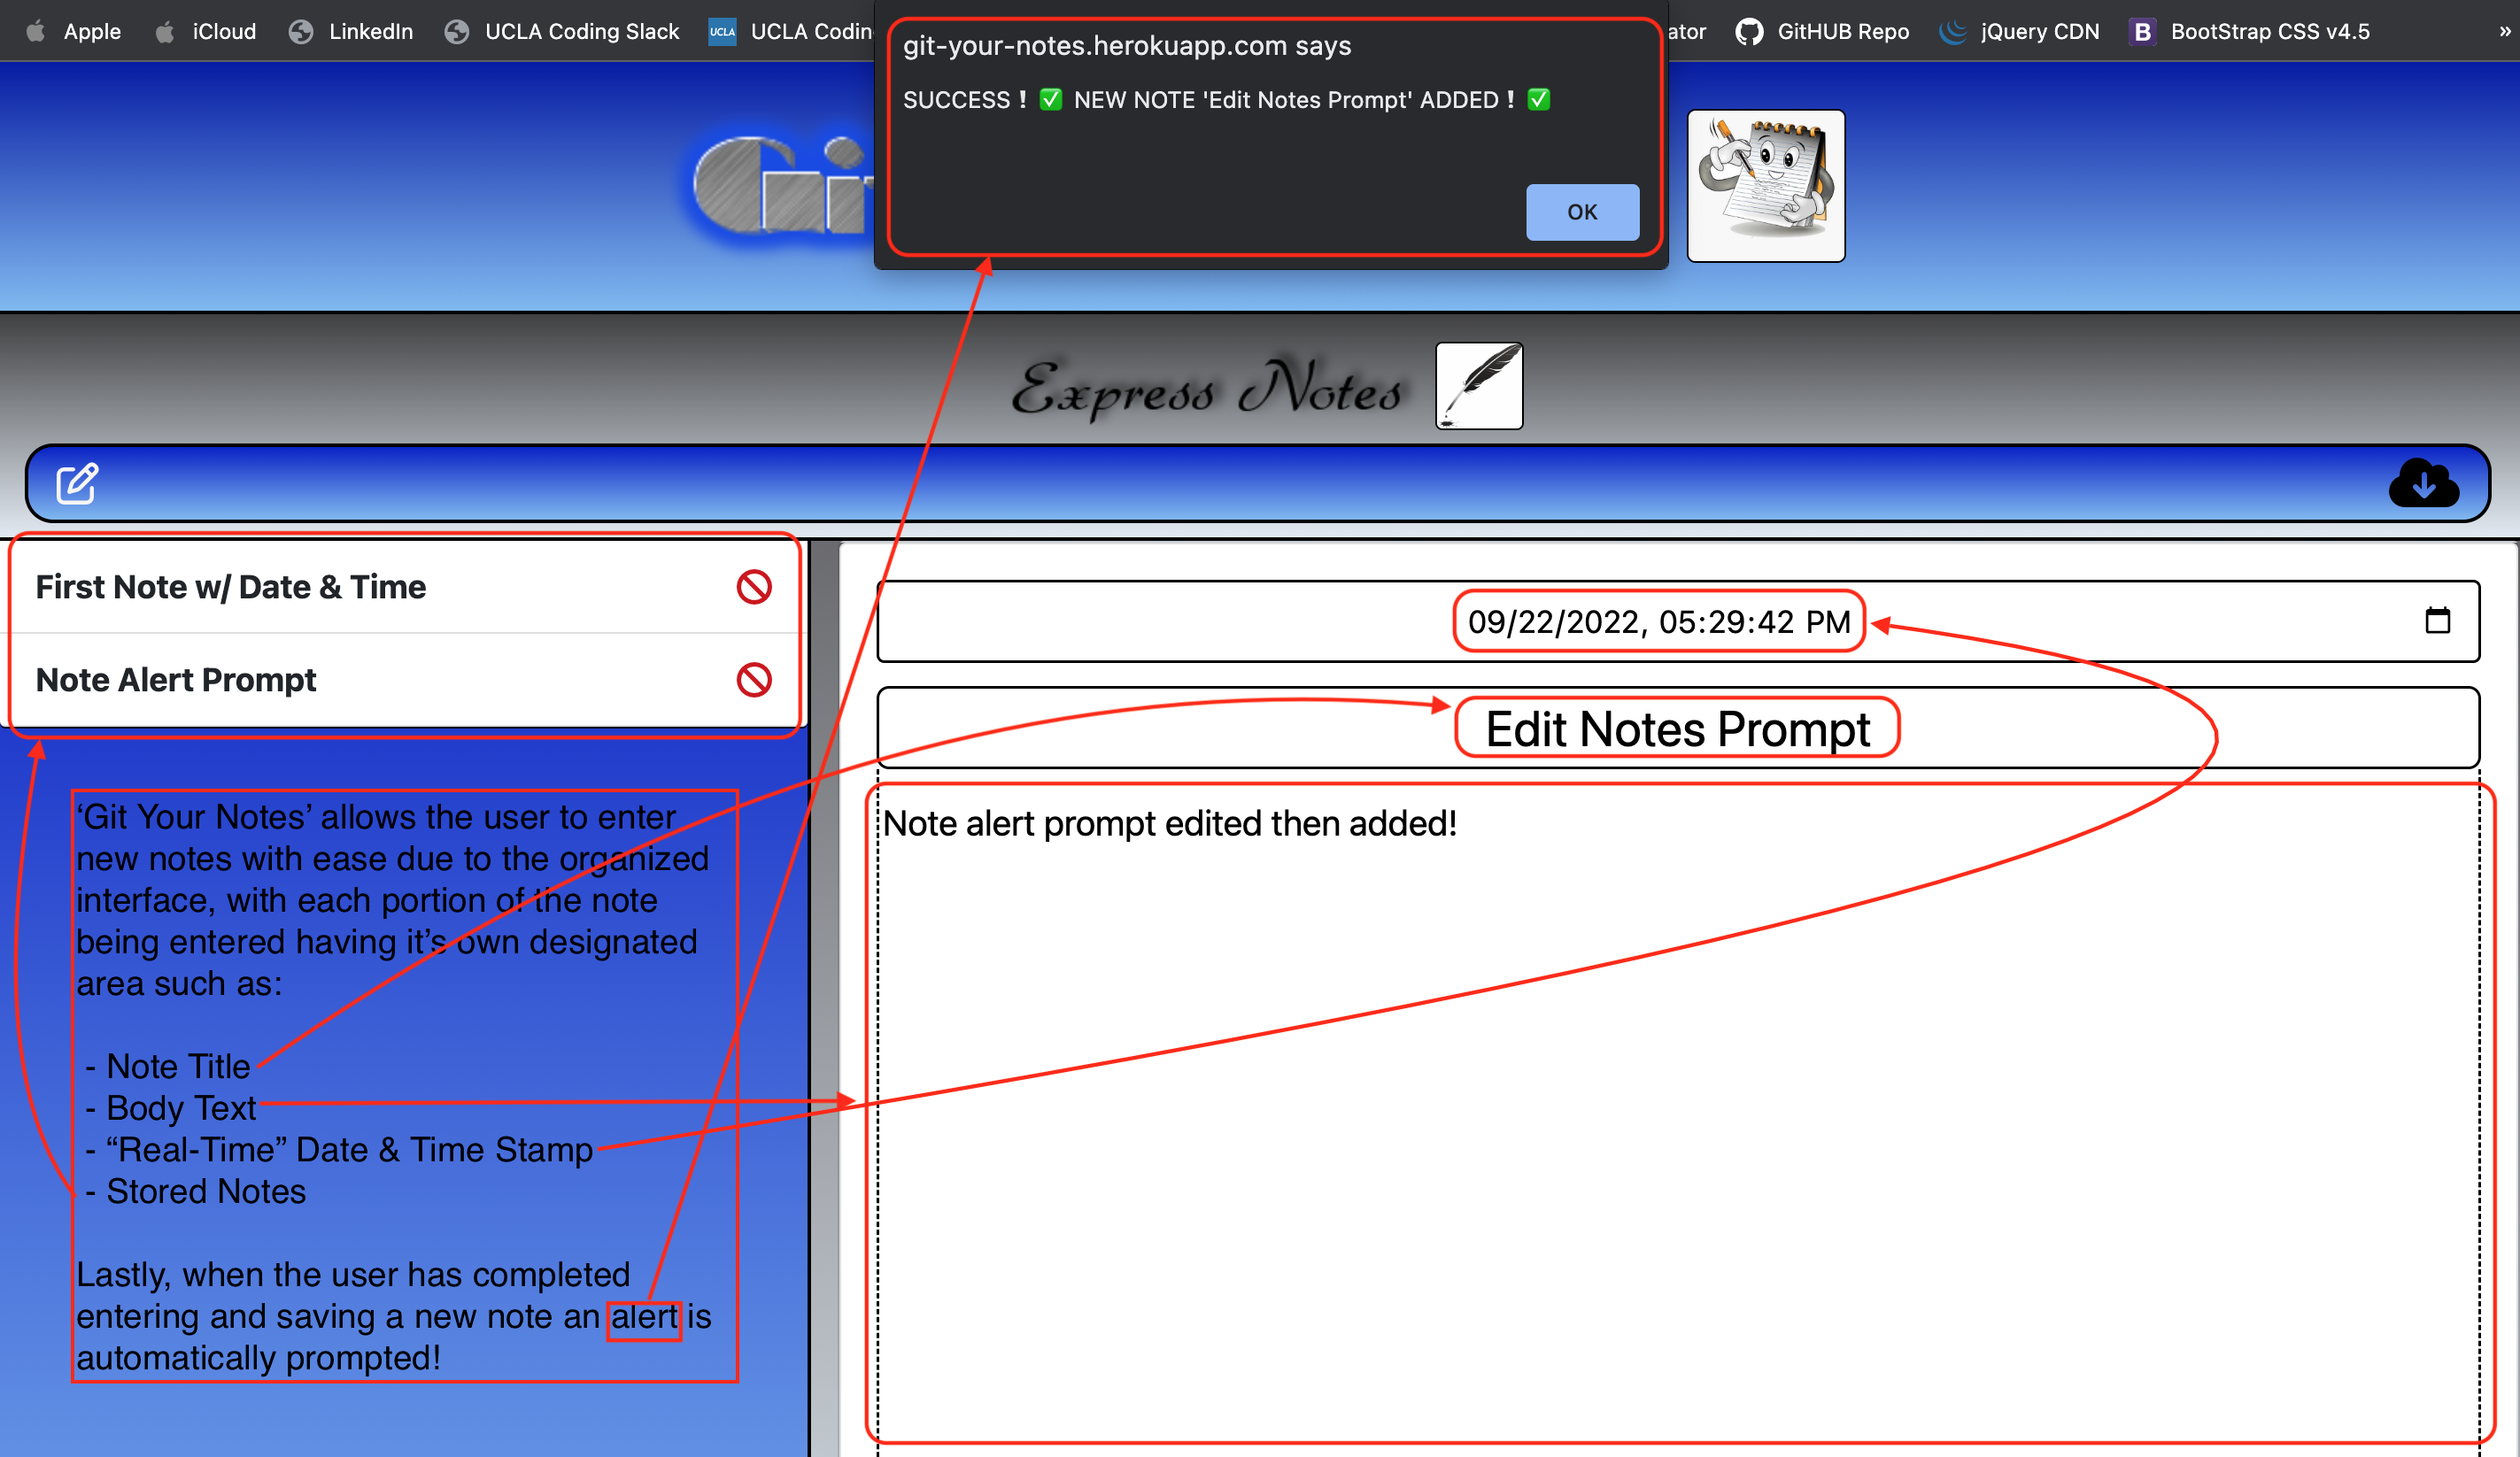 Apple iCloud LinkedIn UCLA Coding Slack UCLA GitHUB Repo jQuery CDN B BootStrap CSS v4.5 »
git-your-notes.herokuapp.com says
SUCCESS ! ✅ NEW NOTE 'Edit Notes Prompt' ADDED ! ✅
OK
Express Notes
First Note w/ Date & Time
Note Alert Prompt
09/22/2022, 05:29:42 PM
Edit Notes Prompt
Note alert prompt edited then added!
‘Git Your Notes’ allows the user to enter
new notes with ease due to the organized
interface, with each portion of the note
being entered having it’s own designated
area such as:
- Note Title
- Body Text
- “Real-Time” Date & Time Stamp
- Stored Notes
Lastly, when the user has completed
entering and saving a new note an alert is
automatically prompted!